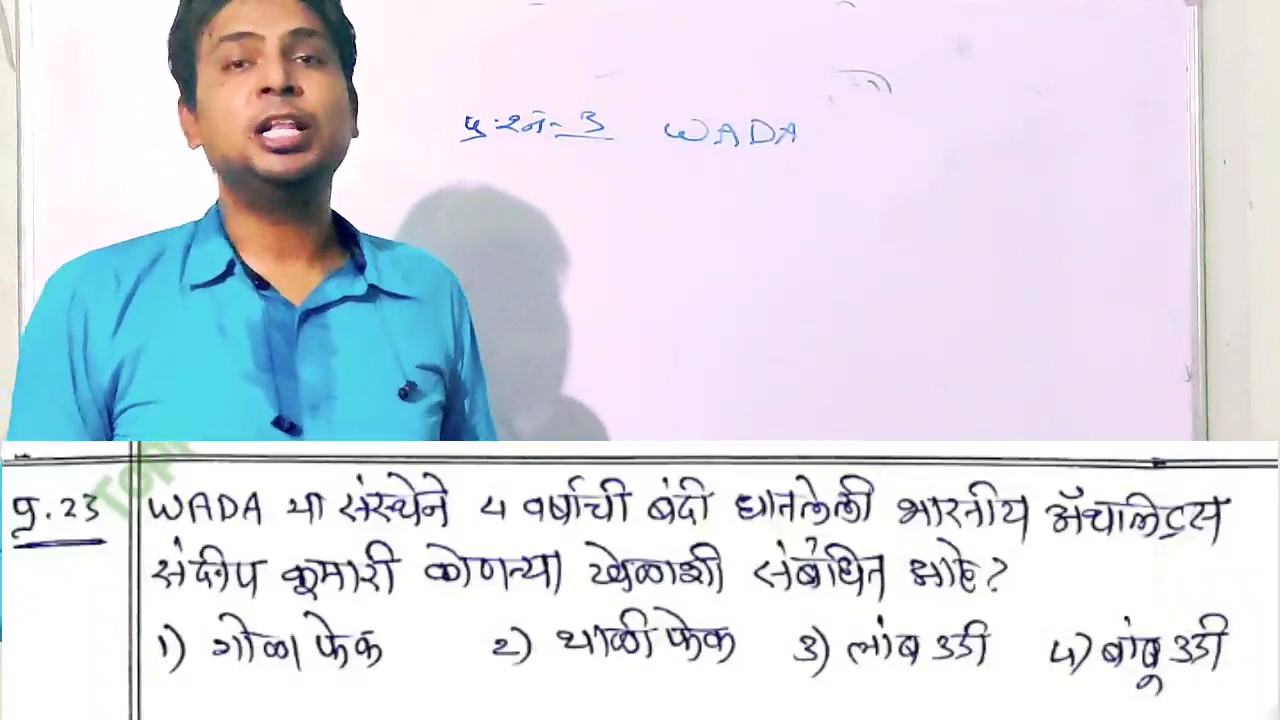 प्रश्न-3 WADA
प्र.23 WADA या संस्थेने 4 वर्षाची बंदी घातलेली भारतीय ॲथलिट्स
संदीप कुमारी कोणत्या खेळाशी संबंधित आहे?
1) गोळा फेक 2) थाळी फेक 3) लांब उडी 4) बांबू उडी